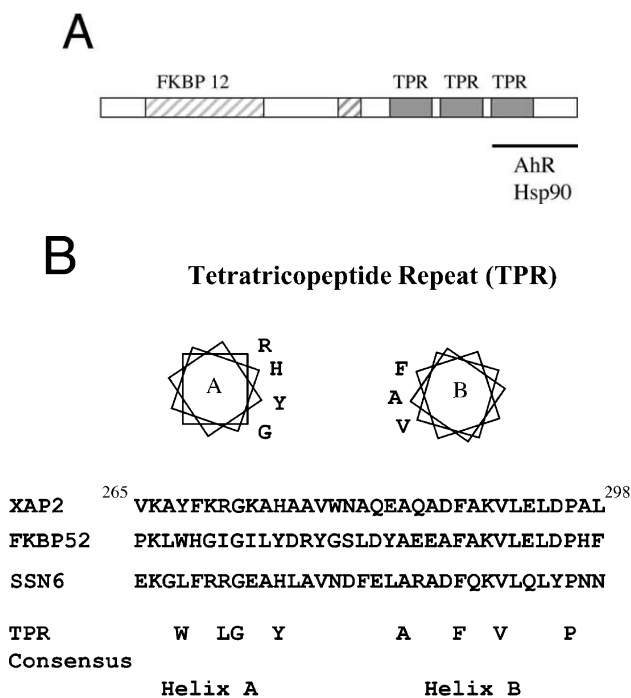 A
FKBP 12 TPR TPR TPR
AhR
Hsp90
B
Tetratricopeptide Repeat (TPR)
A
R
H
Y
G
B
F
A
V
XAP2 265 VKAYFKRGKAHAAVWNAQEAQADFAKVLELDPAL 298
FKBP52 PKLWHGIGILYDRYGSLDYAEEAFAKVLELDPHF
SSN6 EKGLFRRGEAHLAVNDFELARADFQKVLQLYPNN
TPR W LG Y A F V P
Consensus
Helix A Helix B